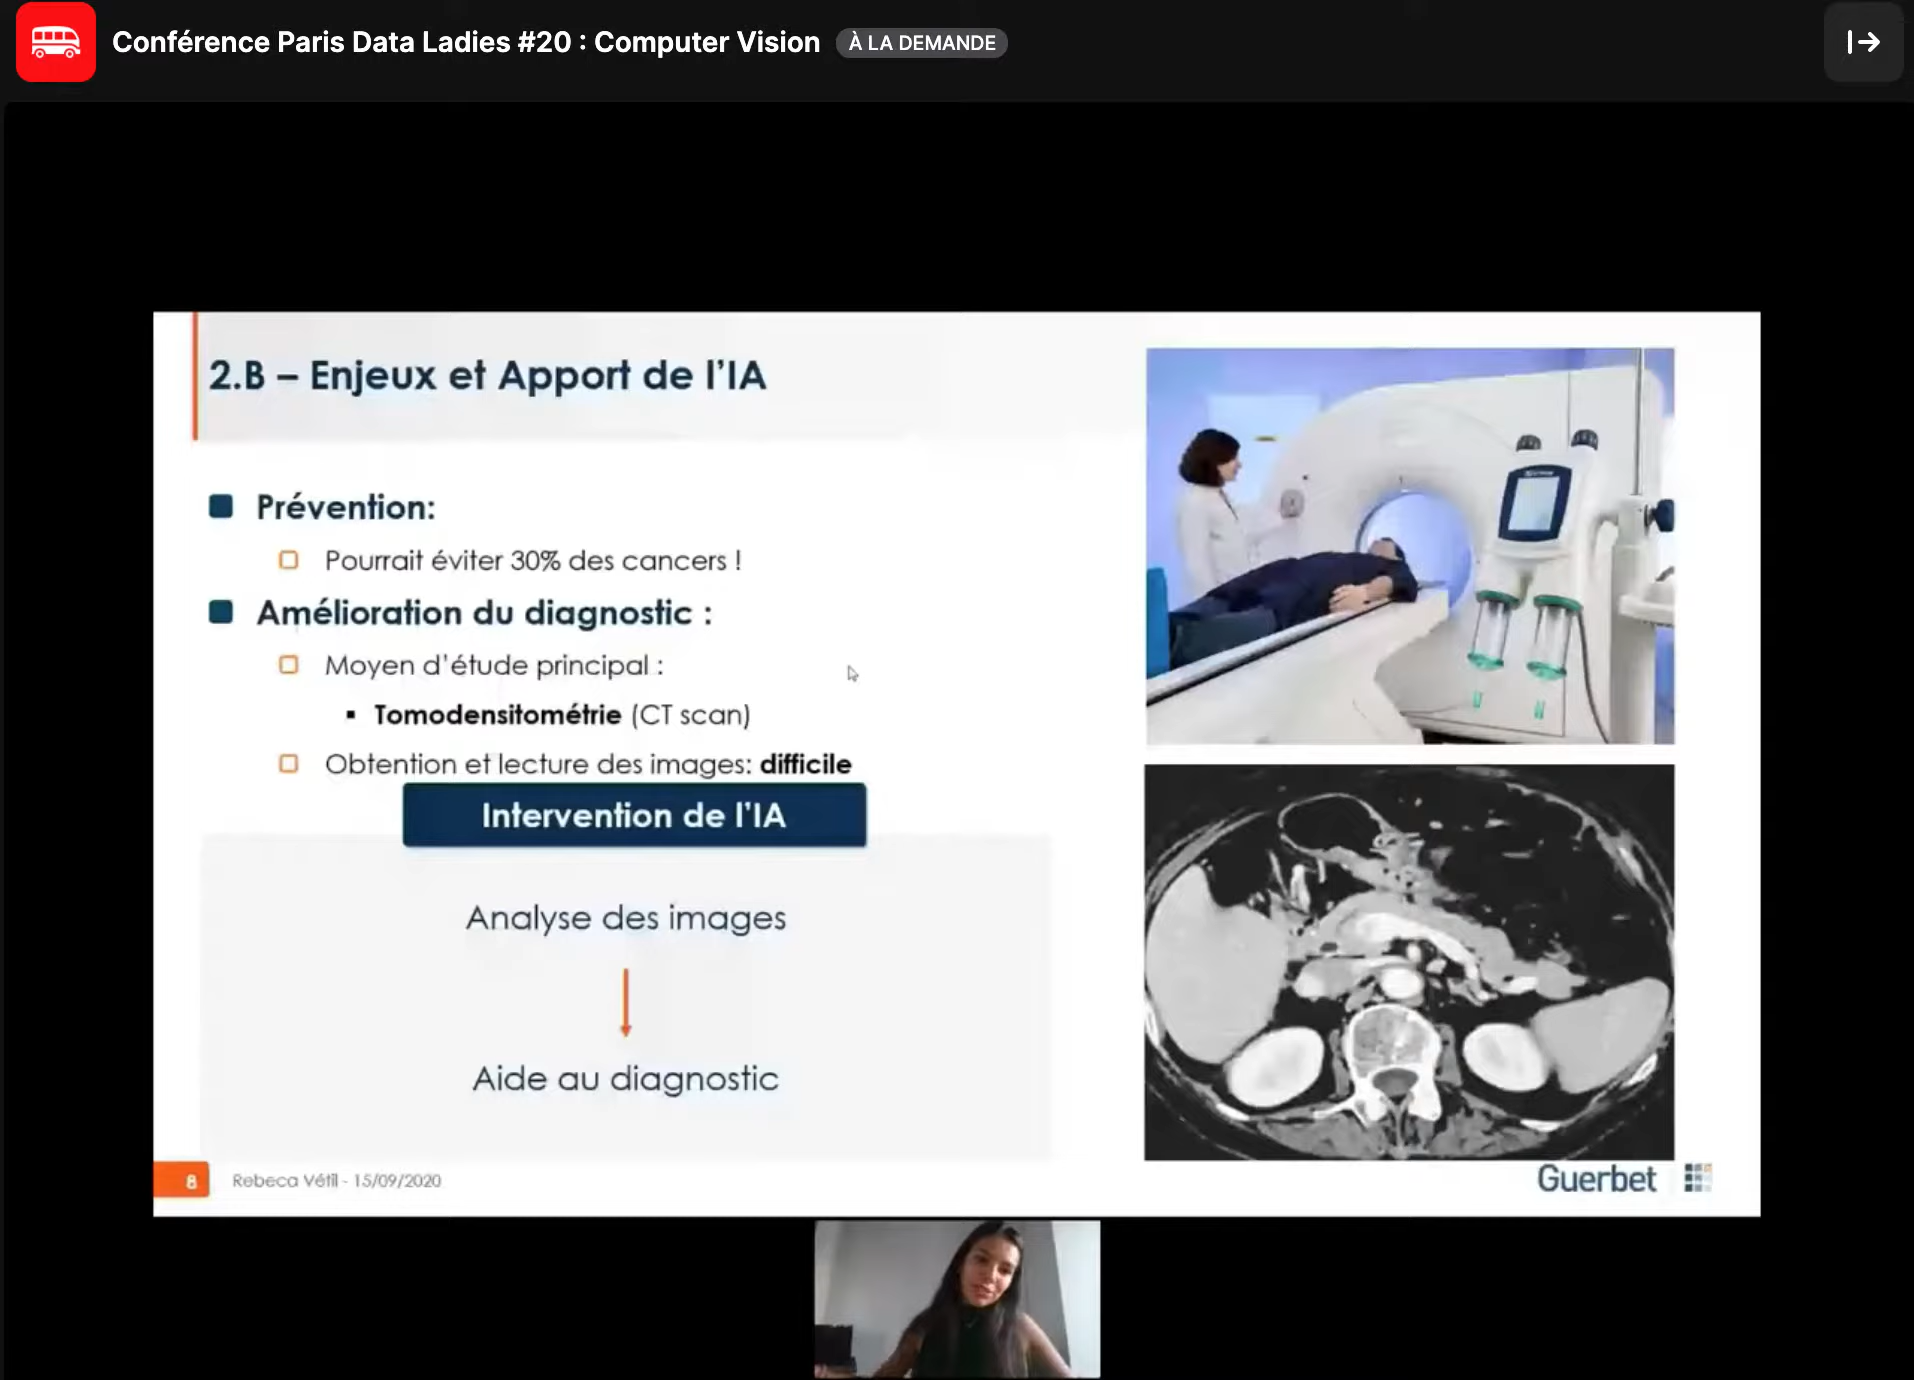 Conférence Paris Data Ladies #20 : Computer Vision À LA DEMANDE
2.B – Enjeux et Apport de l'IA
Prévention:
Pourrait éviter 30% des cancers !
Amélioration du diagnostic :
Moyen d'étude principal :
Tomodensitométrie (CT scan)
Obtention et lecture des images: difficile
Intervention de l'IA
Analyse des images
Aide au diagnostic
8 Rebeca Vétil - 15/09/2020
Guerbet